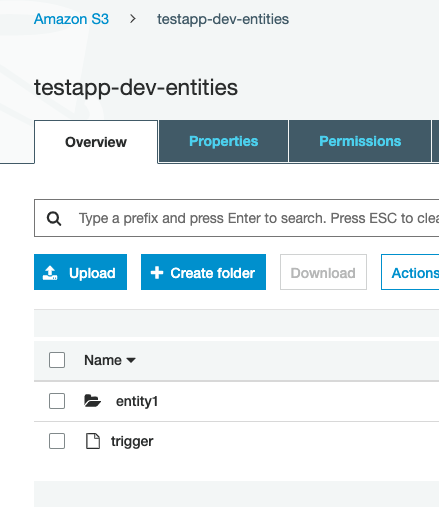 Amazon S3 > testapp-dev-entities
testapp-dev-entities
Overview Properties Permissions
Type a prefix and press Enter to search. Press ESC to clea
Upload Create folder Download Actions
Name
entity1
trigger